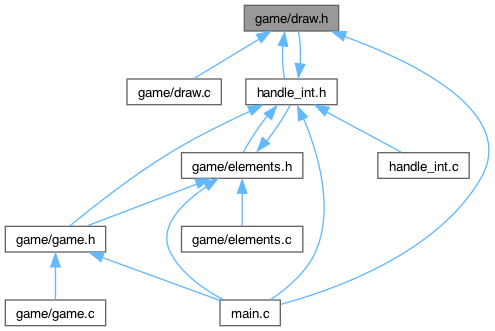 game/draw.h
game/draw.c
handle_int.h
game/elements.h
handle_int.c
game/game.h
game/elements.c
game/game.c
main.c